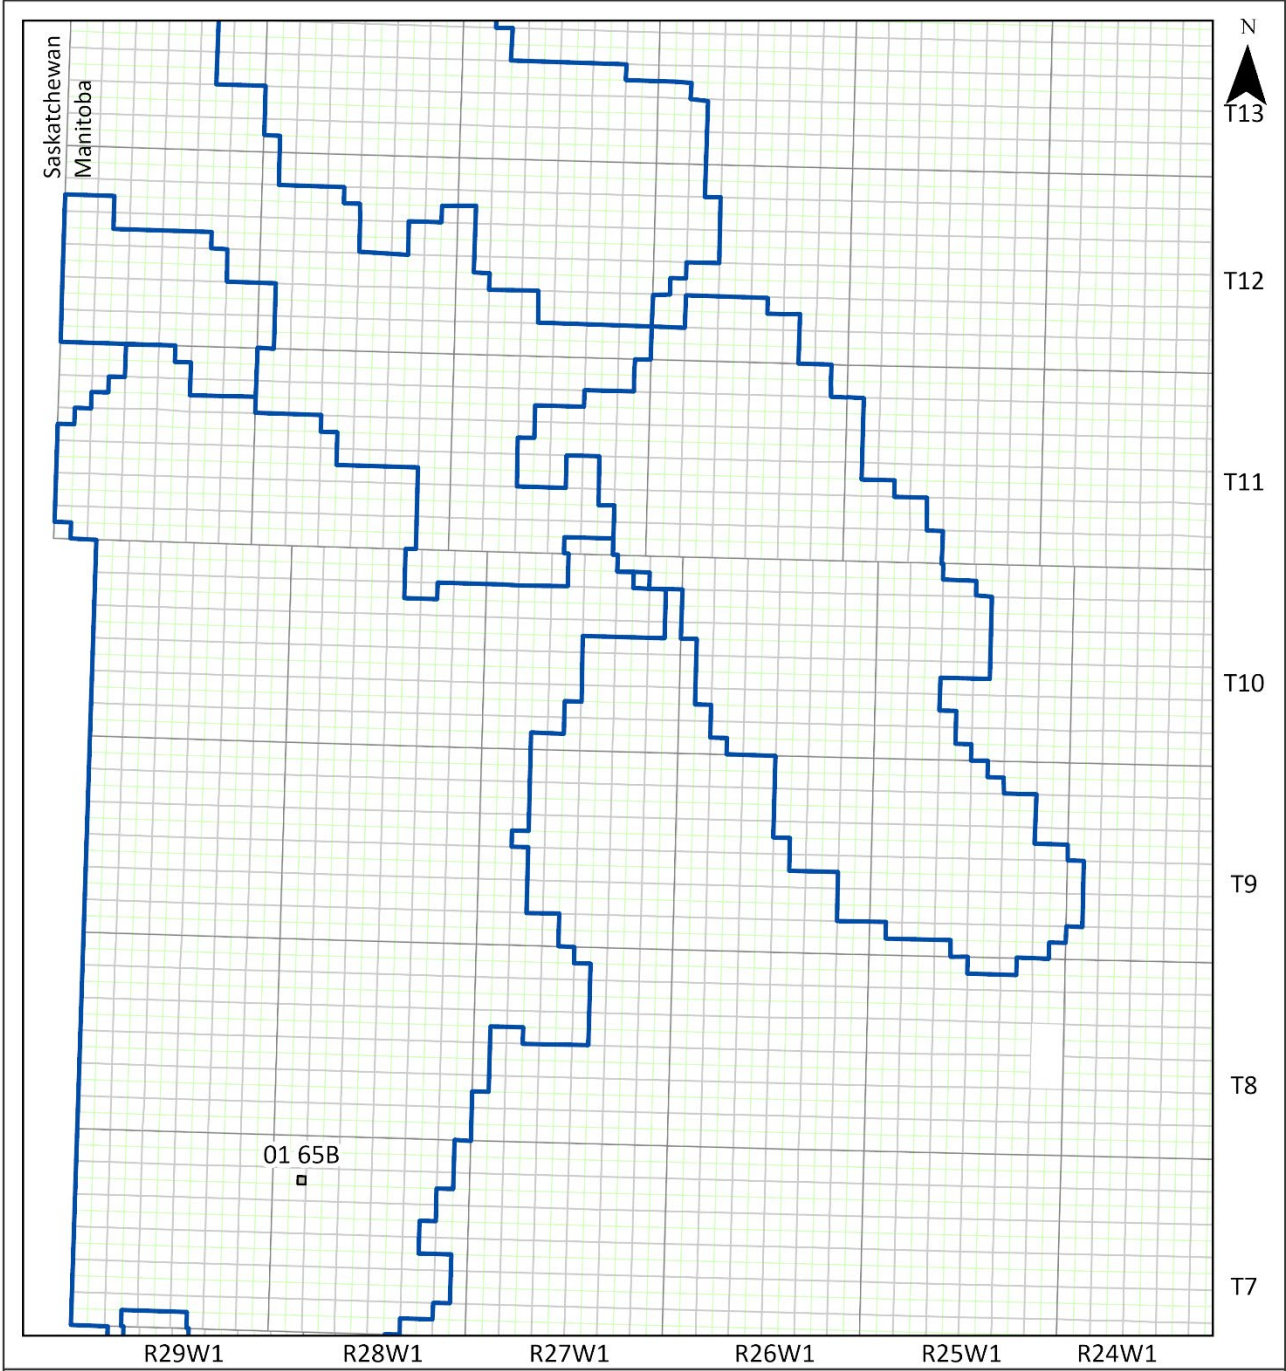 N
Saskatchewan
Manitoba
T13
T12
T11
T10
T9
T8
01 65B
T7
R29W1 R28W1 R27W1 R26W1 R25W1 R24W1